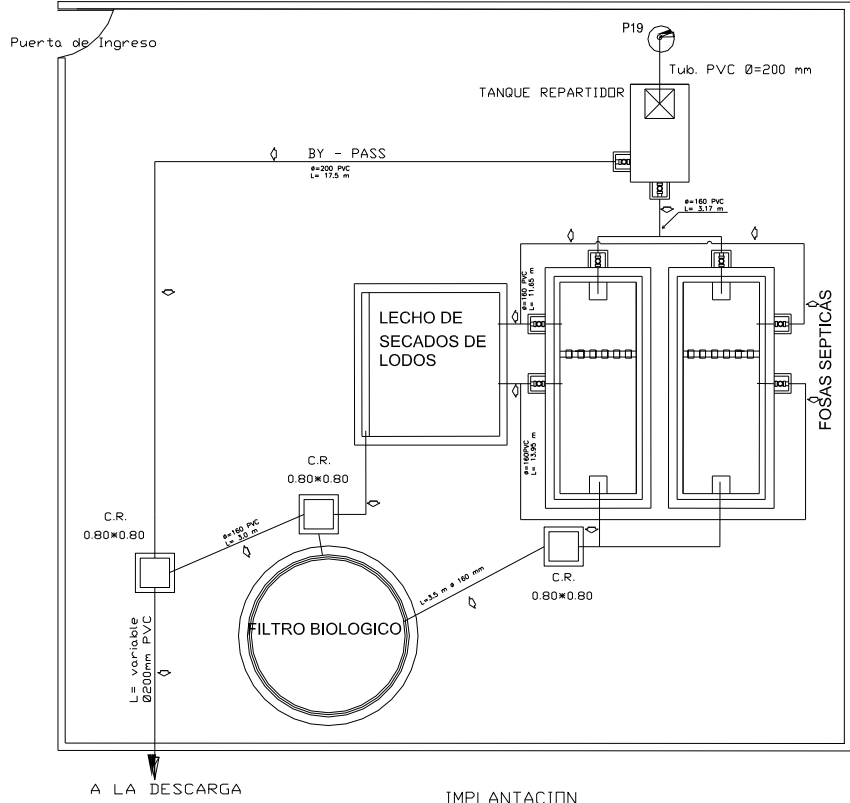 P19
Puerta de Ingreso
Tub. PVC Ø=200 mm
TANQUE REPARTIDOR
BY - PASS
ø=200 PVC
L= 17.5 m
ø=160 PVC
L= 3.17 m
ø=160 PVC
L= 11.65 m
LECHO DE
SECADOS DE
LODOS
FOSAS SEPTICAS
ø=160PVC
L= 13.95 m
C.R.
0.80*0.80
C.R.
0.80*0.80
ø=160 PVC
L= 3.0 m
L=3.5 m ø 160 mm
C.R.
0.80*0.80
FILTRO BIOLOGICO
L= variable
Ø200mm PVC
A LA DESCARGA
IMPLANTACION